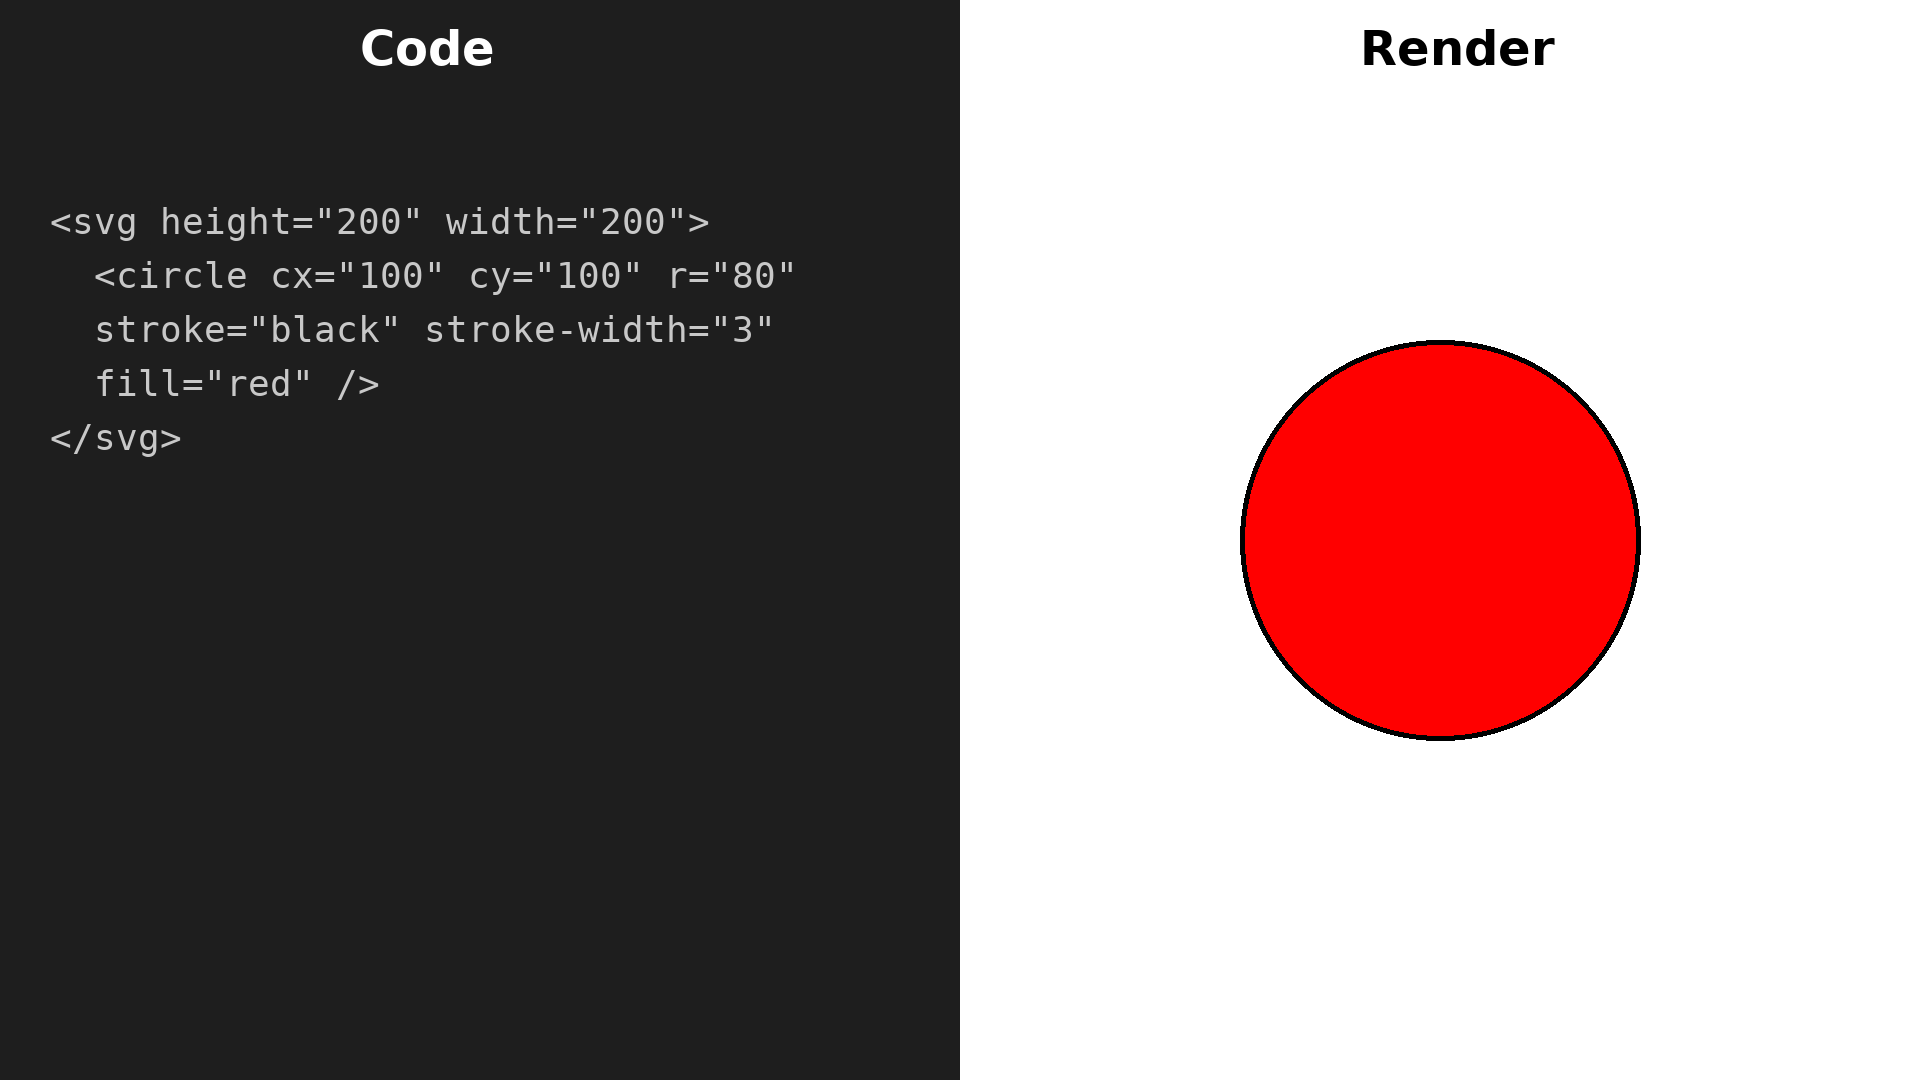 Code
<svg height="200" width="200">
  <circle cx="100" cy="100" r="80"
  stroke="black" stroke-width="3"
  fill="red" />
</svg>
Render